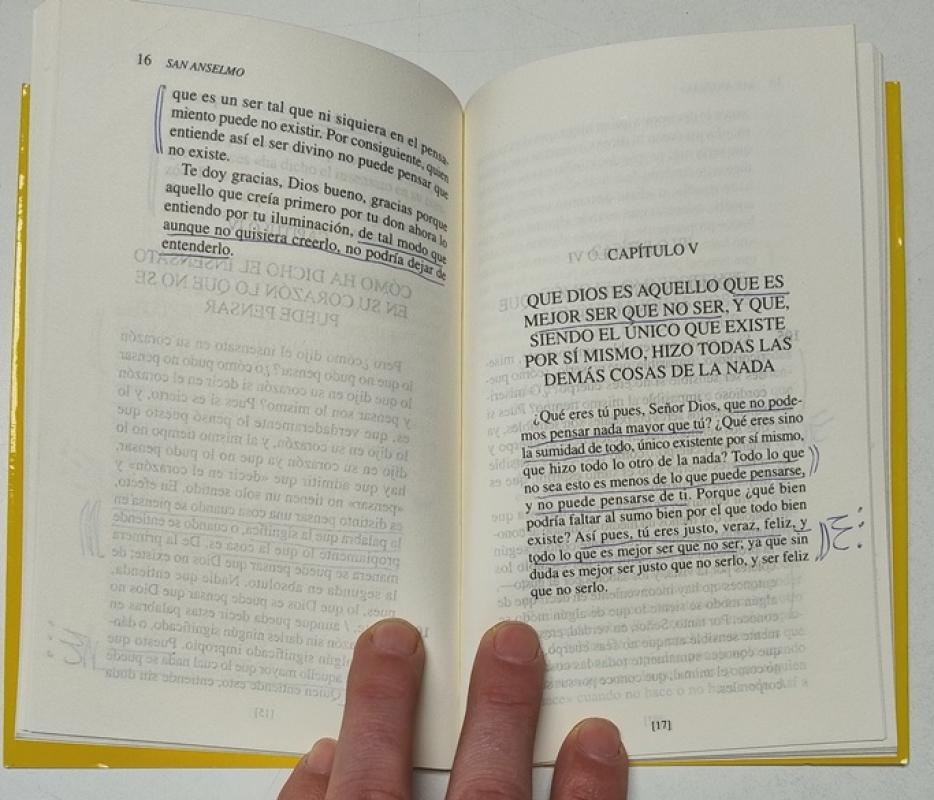 16 SAN ANSELMO
que es un ser tal que ni siquiera en el pensa-
miento puede no existir. Por consiguiente, quien
entiende así el ser divino no puede pensar que
no existe.
Te doy gracias, Dios bueno, gracias porque
aquello que creía primero por tu don ahora lo
entiendo por tu iluminación, de tal modo que
aunque no quisiera creerlo, no podría dejar de
entenderlo.
CAPÍTULO V
QUE DIOS ES AQUELLO QUE ES
MEJOR SER QUE NO SER, Y QUE,
SIENDO EL ÚNICO QUE EXISTE
POR SÍ MISMO, HIZO TODAS LAS
DEMÁS COSAS DE LA NADA
¿Qué eres tú pues, Señor Dios, que no pode-
mos pensar nada mayor que tú? ¿Qué eres sino
la sumidad de todo, único existente por sí mismo,
que hizo todo lo otro de la nada? Todo lo que
no sea esto es menos de lo que puede pensarse,
y no puede pensarse de ti. Porque ¿qué bien
podría faltar al sumo bien por el que todo bien
existe? Así pues, tú eres justo, veraz, feliz, y
todo lo que es mejor ser que no ser; ya que sin
duda es mejor ser justo que no serlo, y ser feliz
que no serlo.
[17]